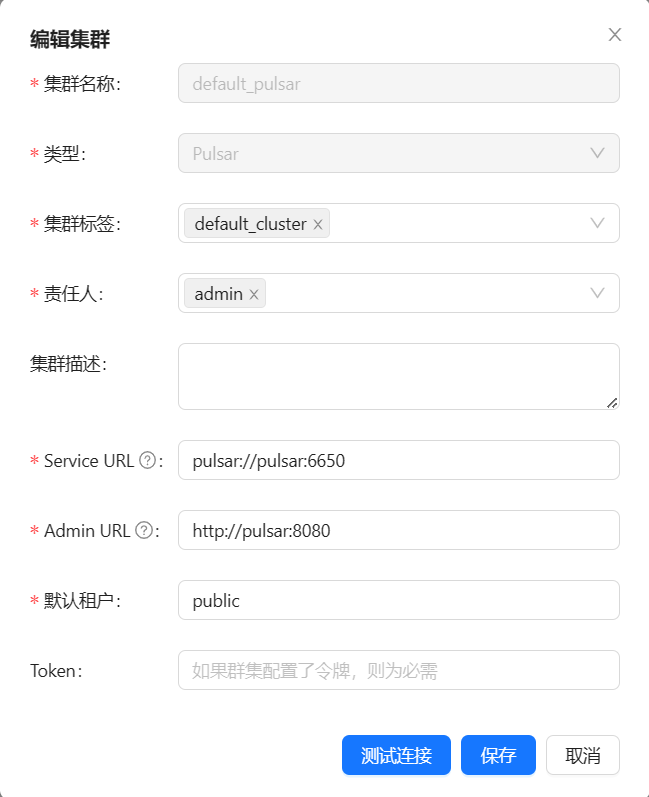 编辑集群
* 集群名称: default_pulsar
* 类型: Pulsar
* 集群标签: default_cluster
* 责任人: admin
集群描述:
* Service URL : pulsar://pulsar:6650
* Admin URL : http://pulsar:8080
* 默认租户: public
Token: 如果群集配置了令牌，则为必需
测试连接 保存 取消